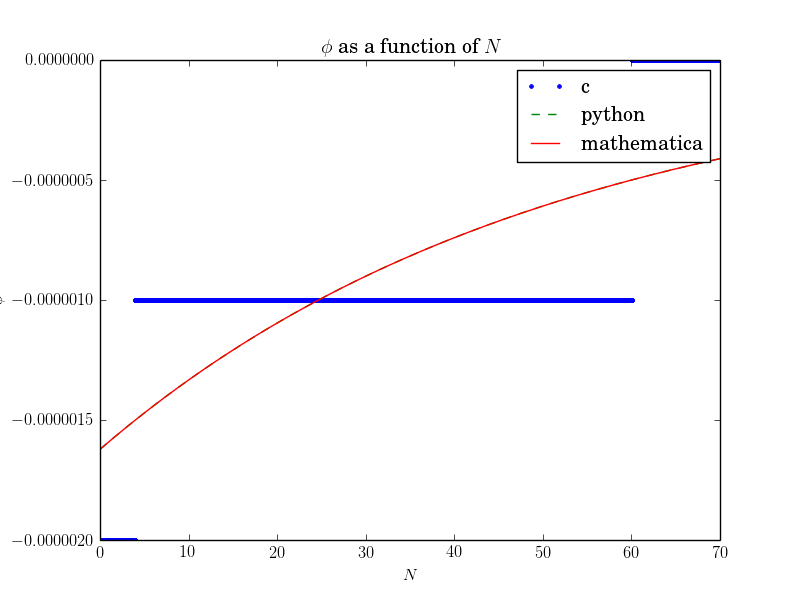 ϕ as a function of N
0.0000000
c
python
mathematica
−0.0000005
−0.0000010
−0.0000015
−0.0000020
0 10 20 30 40 50 60 70
N